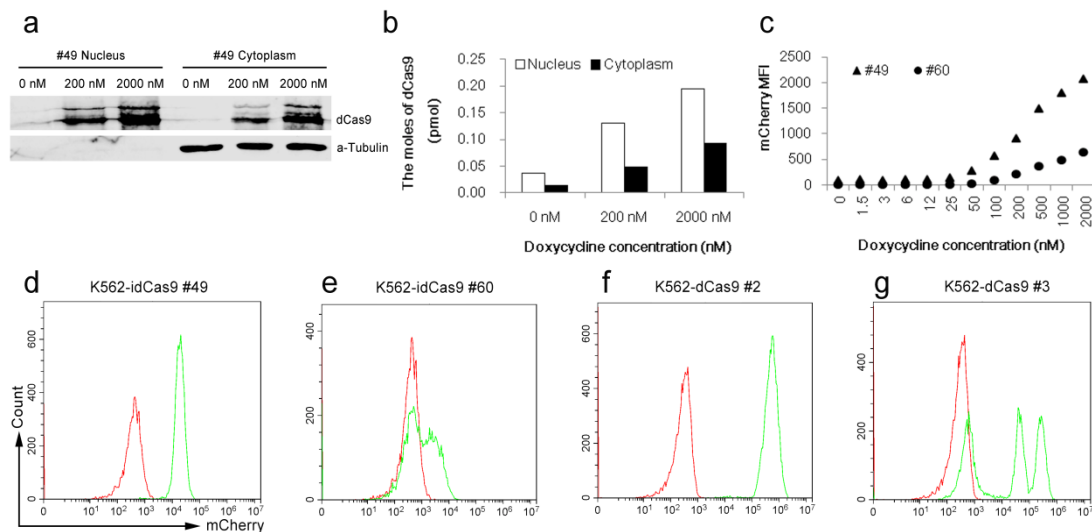 a
#49 Nucleus #49 Cytoplasm
0 nM 200 nM 2000 nM 0 nM 200 nM 2000 nM
dCas9
a-Tubulin
b
The moles of dCas9 (pmol)
0.25
0.20
0.15
0.10
0.05
0.00
Nucleus Cytoplasm
0 nM 200 nM 2000 nM
Doxycycline concentration (nM)
c
mCherry MFI
2500
2000
1500
1000
500
0
#49 #60
0 1.5 3 6 12 25 50 100 200 500 1000 2000
Doxycycline concentration (nM)
d
K562-idCas9 #49
600
400
200
0
Count
0 10¹ 10² 10³ 10⁴ 10⁵ 10⁶ 10⁷
mCherry
e
K562-idCas9 #60
400
200
0
0 10¹ 10² 10³ 10⁴ 10⁵ 10⁶ 10⁷
f
K562-dCas9 #2
600
400
200
0
0 10¹ 10² 10³ 10⁴ 10⁵ 10⁶ 10⁷
g
K562-dCas9 #3
400
200
0
0 10¹ 10² 10³ 10⁴ 10⁵ 10⁶ 10⁷